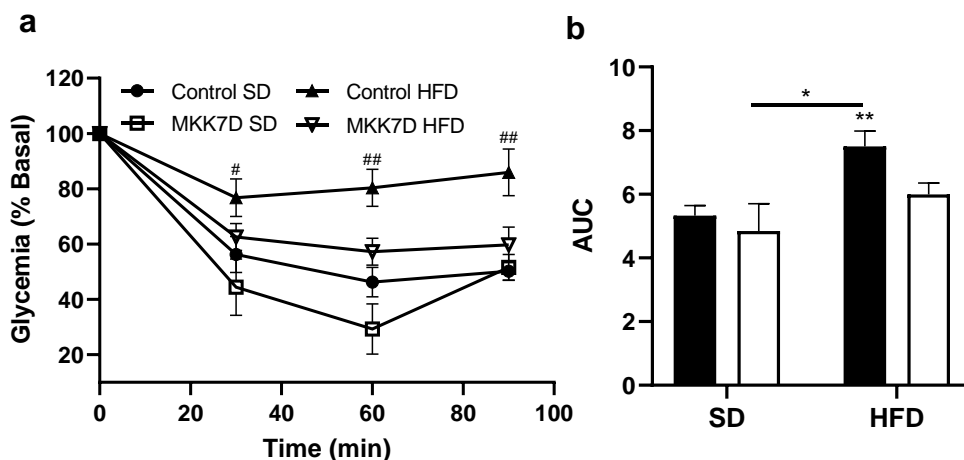 a
Control SD
Control HFD
MKK7D SD
MKK7D HFD
120
100
80
60
40
20
Glycemia (% Basal)
#
##
##
0
20
40
60
80
100
Time (min)
b
10
8
6
4
2
0
AUC
*
**
SD
HFD